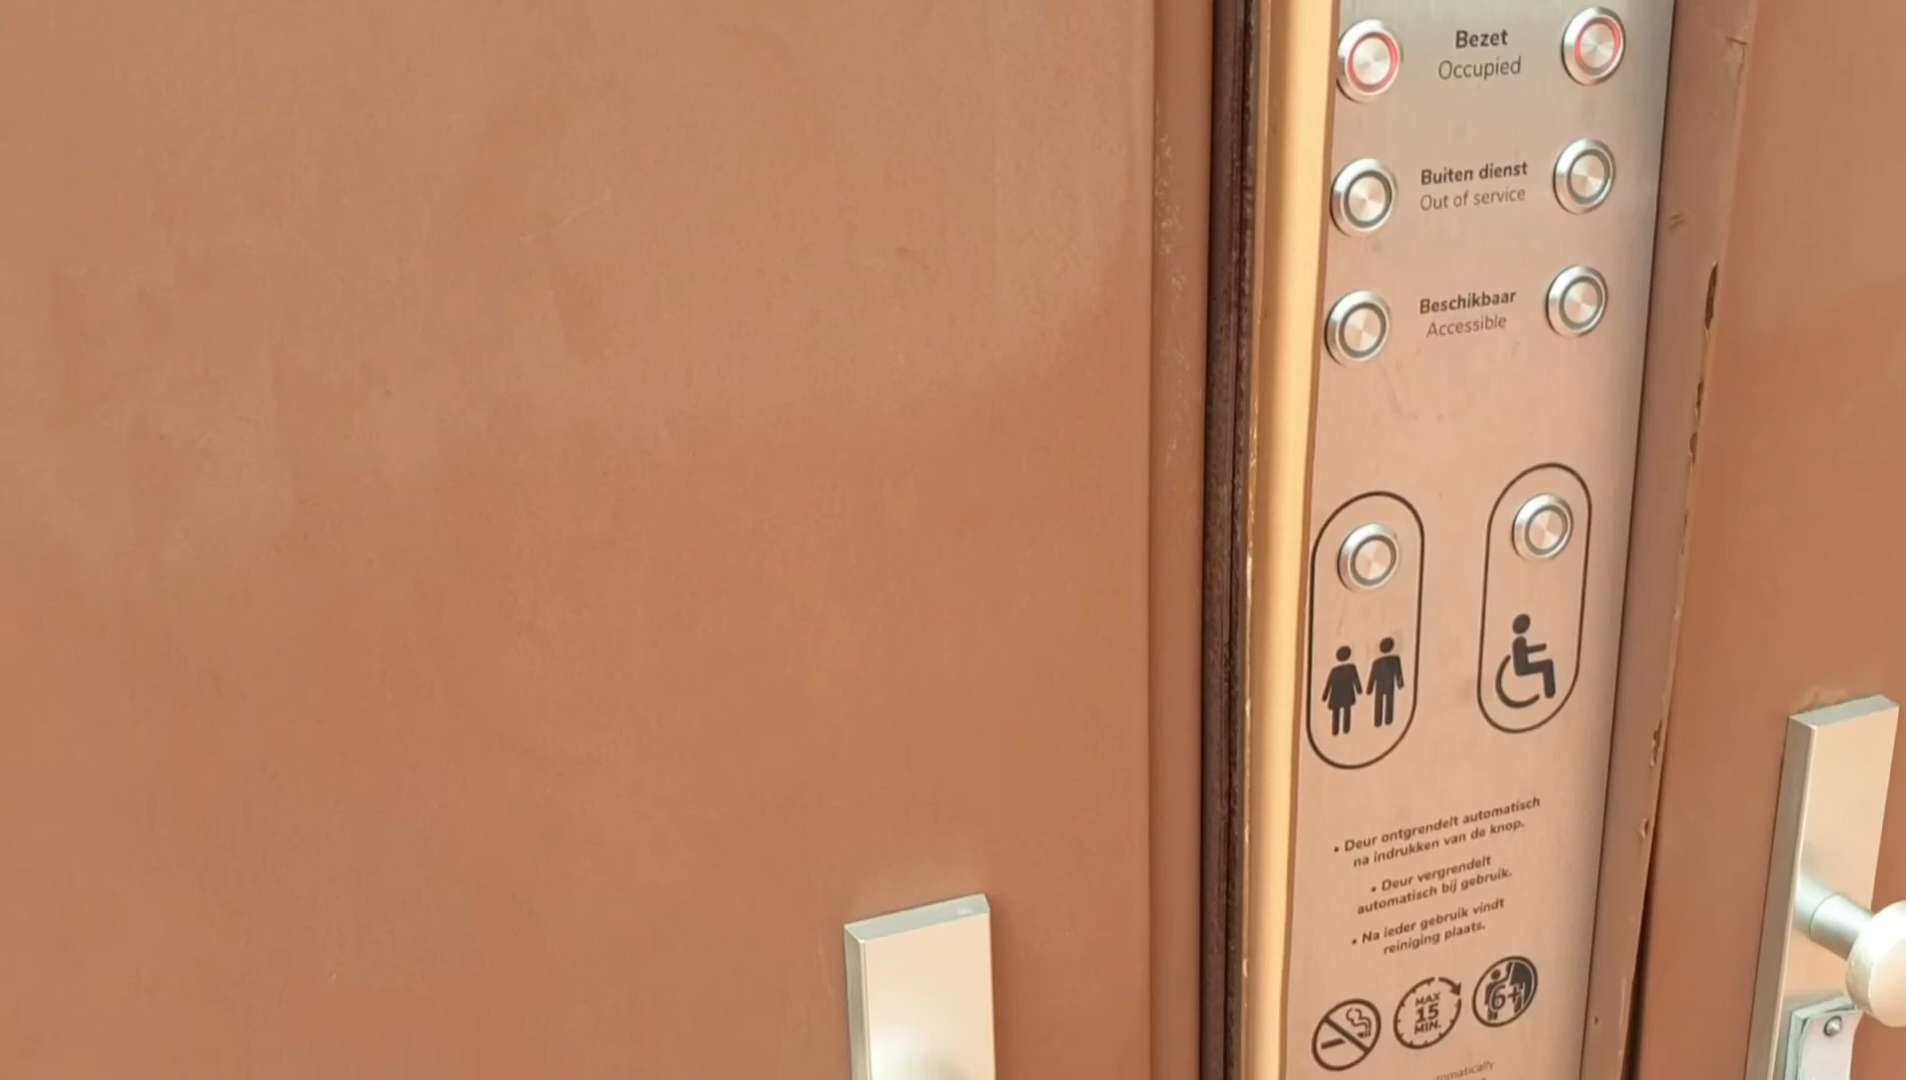 Bezet
Occupied
Buiten dienst
Out of service
Beschikbaar
Accessible
• Deur ontgrendelt automatisch
na indrukken van de knop.
• Deur vergrendelt
automatisch bij gebruik.
• Na ieder gebruik vindt
reiniging plaats.
MAX
15
MIN.
6+